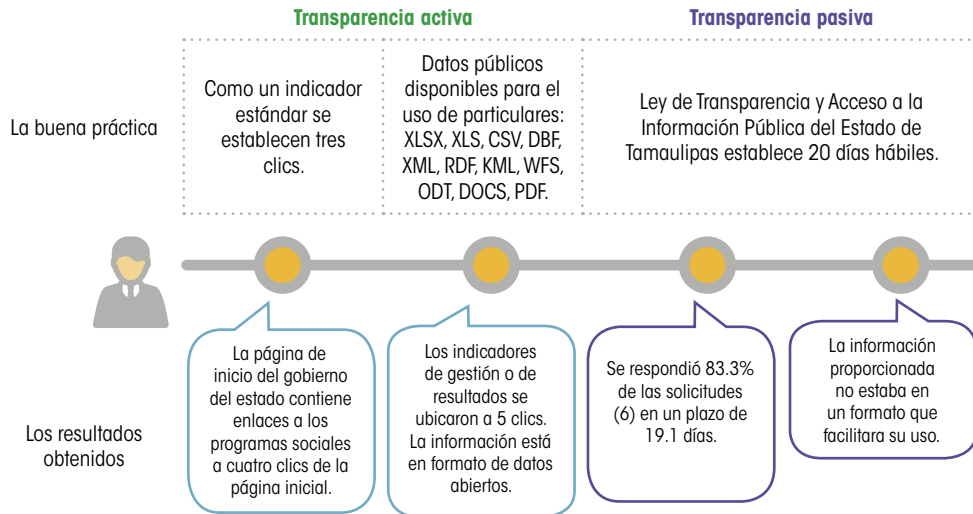 Transparencia activa
Transparencia pasiva
La buena práctica
Como un indicador
estándar se
establecen tres
clics.
Datos públicos
disponibles para el
uso de particulares:
XLSX, XLS, CSV, DBF,
XML, RDF, KML, WFS,
ODT, DOCS, PDF.
Ley de Transparencia y Acceso a la
Información Pública del Estado de
Tamaulipas establece 20 días hábiles.
Los resultados
obtenidos
La página de
inicio del gobierno
del estado contiene
enlaces a los
programas sociales
a cuatro clics de la
página inicial.
Los indicadores
de gestión o de
resultados se
ubicaron a 5 clics.
La información está
en formato de datos
abiertos.
Se respondió 83.3%
de las solicitudes
(6) en un plazo de
19.1 días.
La información
proporcionada
no estaba en
un formato que
facilitara su uso.